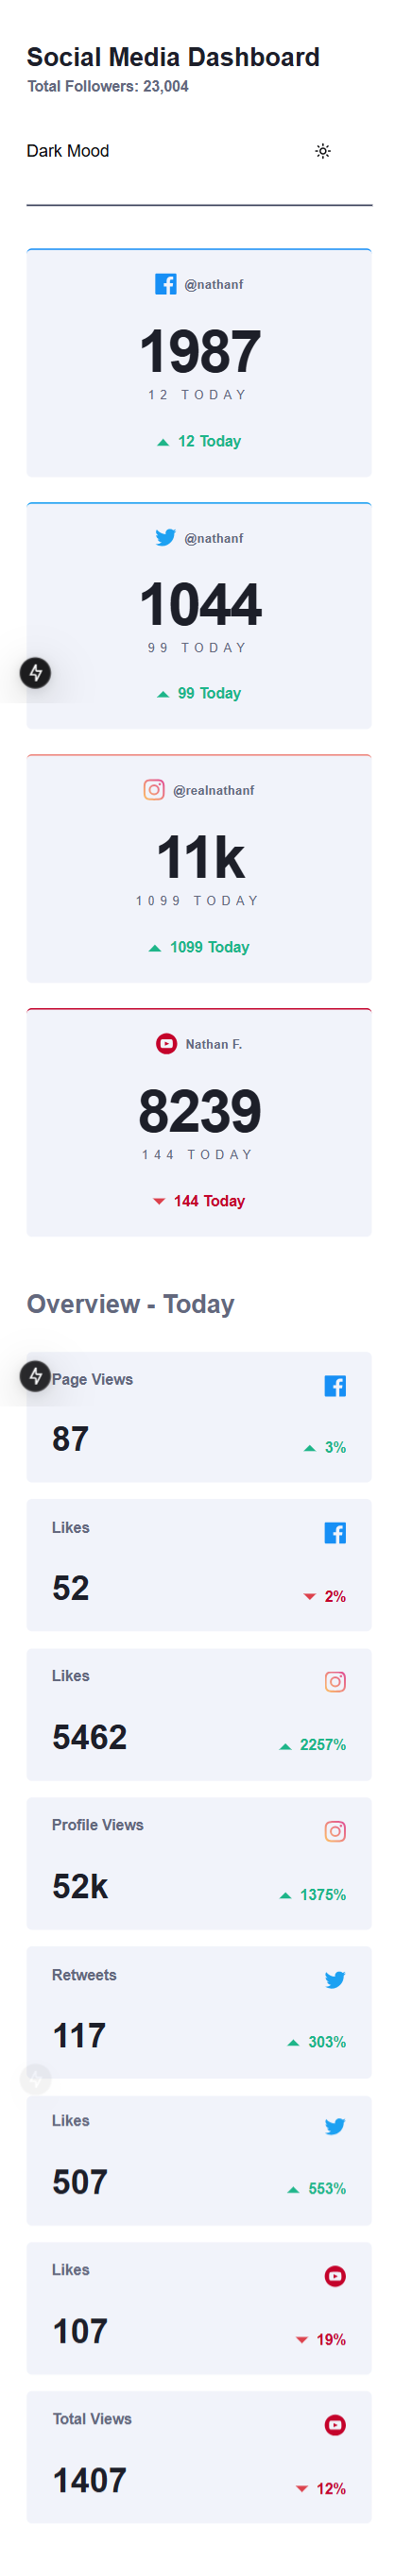 Social Media Dashboard
Total Followers: 23,004
Dark Mood
@nathanf
1987
12 TODAY
12 Today
@nathanf
1044
99 TODAY
99 Today
@realnathanf
11k
1099 TODAY
1099 Today
Nathan F.
8239
144 TODAY
144 Today
Overview - Today
Page Views
87
3%
Likes
52
2%
Likes
5462
2257%
Profile Views
52k
1375%
Retweets
117
303%
Likes
507
553%
Likes
107
19%
Total Views
1407
12%